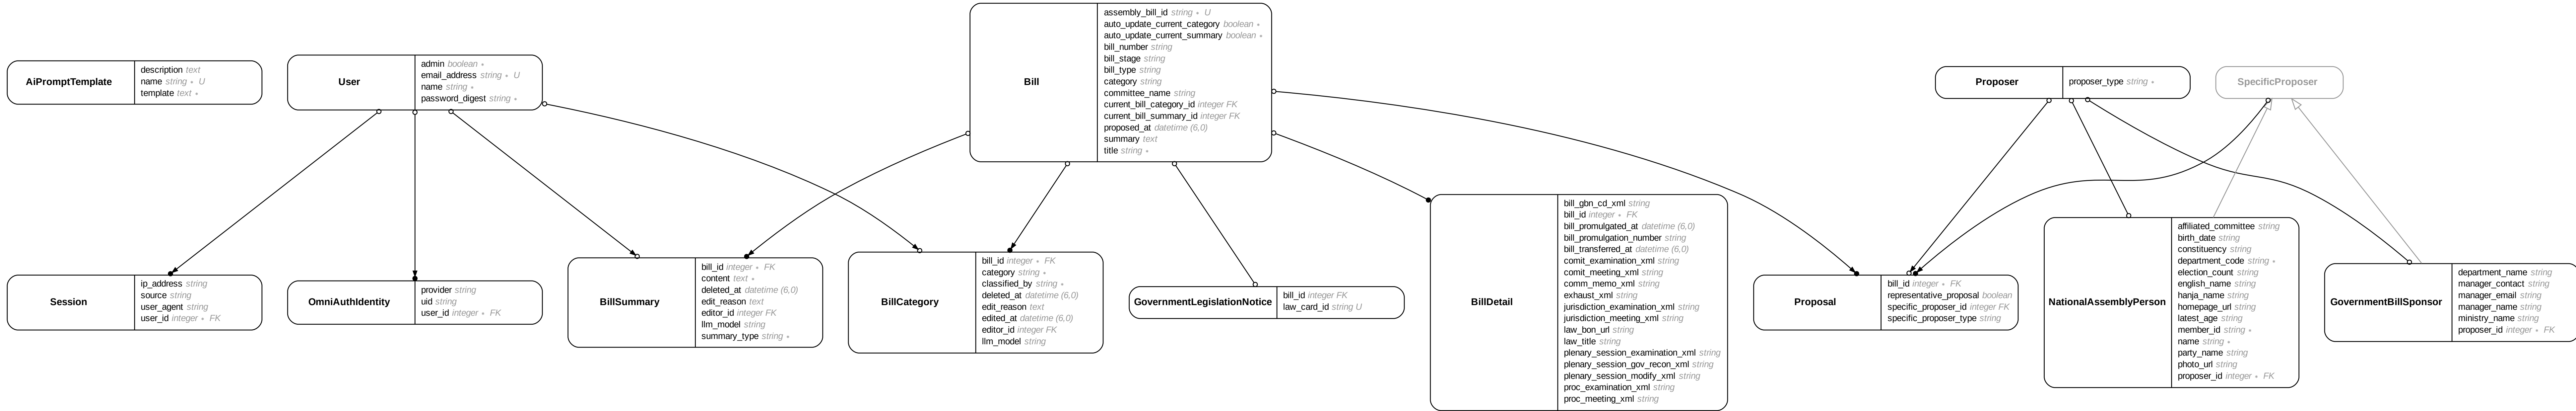 AiPromptTemplate
description text
name string ∗ U
template text ∗
User
admin boolean ∗
email_address string ∗ U
name string ∗
password_digest string ∗
Bill
assembly_bill_id string ∗ U
auto_update_current_category boolean ∗
auto_update_current_summary boolean ∗
bill_number string
bill_stage string
bill_type string
category string
committee_name string
current_bill_category_id integer FK
current_bill_summary_id integer FK
proposed_at datetime (6,0)
summary text
title string ∗
Proposer
proposer_type string ∗
SpecificProposer
Session
ip_address string
source string
user_agent string
user_id integer ∗ FK
OmniAuthIdentity
provider string
uid string
user_id integer ∗ FK
BillSummary
bill_id integer ∗ FK
content text ∗
deleted_at datetime (6,0)
edit_reason text
editor_id integer FK
llm_model string
summary_type string ∗
BillCategory
bill_id integer ∗ FK
category string ∗
classified_by string ∗
deleted_at datetime (6,0)
edit_reason text
edited_at datetime (6,0)
editor_id integer FK
llm_model string
GovernmentLegislationNotice
bill_id integer FK
law_card_id string U
BillDetail
bill_gbn_cd_xml string
bill_id integer ∗ FK
bill_promulgated_at datetime (6,0)
bill_promulgation_number string
bill_transferred_at datetime (6,0)
comit_examination_xml string
comit_meeting_xml string
comm_memo_xml string
exhaust_xml string
jurisdiction_examination_xml string
jurisdiction_meeting_xml string
law_bon_url string
law_title string
plenary_session_examination_xml string
plenary_session_gov_recon_xml string
plenary_session_modify_xml string
proc_examination_xml string
proc_meeting_xml string
Proposal
bill_id integer ∗ FK
representative_proposal boolean
specific_proposer_id integer FK
specific_proposer_type string
NationalAssemblyPerson
affiliated_committee string
birth_date string
constituency string
department_code string ∗
election_count string
english_name string
hanja_name string
homepage_url string
latest_age string
member_id string ∗
name string ∗
party_name string
photo_url string
proposer_id integer ∗ FK
GovernmentBillSponsor
department_name string
manager_contact string
manager_email string
manager_name string
ministry_name string
proposer_id integer ∗ FK